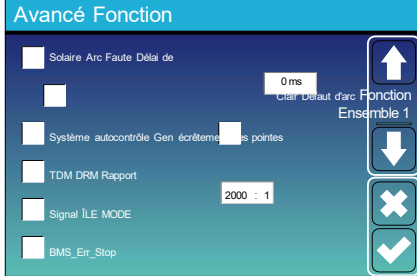 Avancé Fonction
Solaire Arc Faute Délai de
0 ms
Clair Défaut d'arc Fonction
Ensemble 1
Système autocontrôle Gen écrêteme es pointes
TDM DRM Rapport
2000 : 1
Signal ÎLE MODE
BMS_Err_Stop